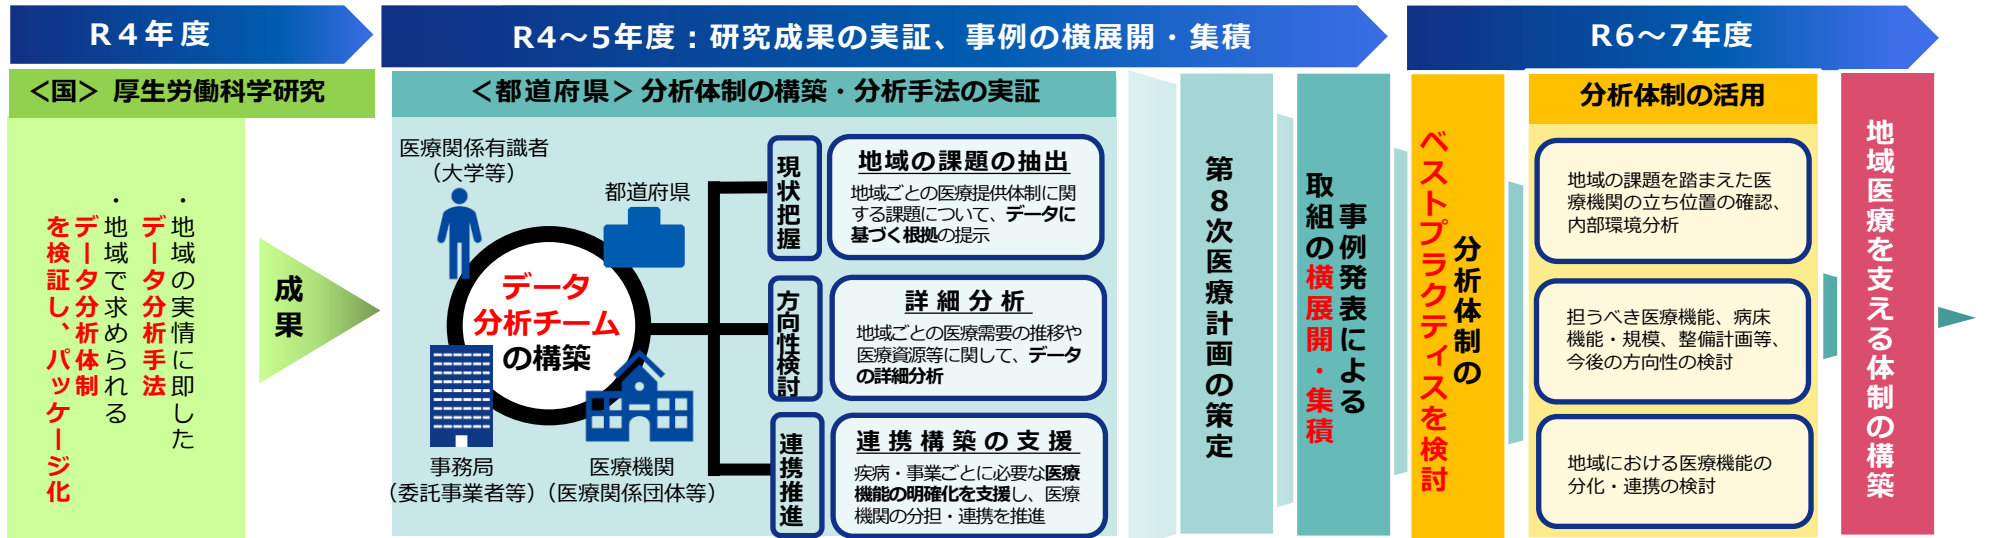 R４年度
R4～5年度：研究成果の実証、事例の横展開・集積
R6～7年度
＜国＞ 厚生労働科学研究
・地域の実情に即した
データ分析手法
・地域で求められる
データ分析体制
を検証し、パッケージ化
成果
＜都道府県＞分析体制の構築・分析手法の実証
医療関係有識者
（大学等）
都道府県
データ
分析チーム
の構築
事務局
（委託事業者等）
医療機関
（医療関係団体等）
現状把握
地域の課題の抽出
地域ごとの医療提供体制に関
する課題について、データに
基づく根拠の提示
方向性検討
詳細分析
地域ごとの医療需要の推移や
医療資源等に関して、データ
の詳細分析
連携推進
連携構築の支援
疾病・事業ごとに必要な医療
機能の明確化を支援し、医療
機関の分担・連携を推進
第８次医療計画の策定
事例発表による
取組の横展開・集積
分析体制の
ベストプラクティスを検討
分析体制の活用
地域の課題を踏まえた医
療機関の立ち位置の確認、
内部環境分析
担うべき医療機能、病床
機能・規模、整備計画等、
今後の方向性の検討
地域における医療機能の
分化・連携の検討
地域医療を支える体制の構築